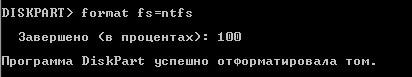 DISKPART> format fs=ntfs
Завершено (в процентах): 100
Программа DiskPart успешно отформатировала том.